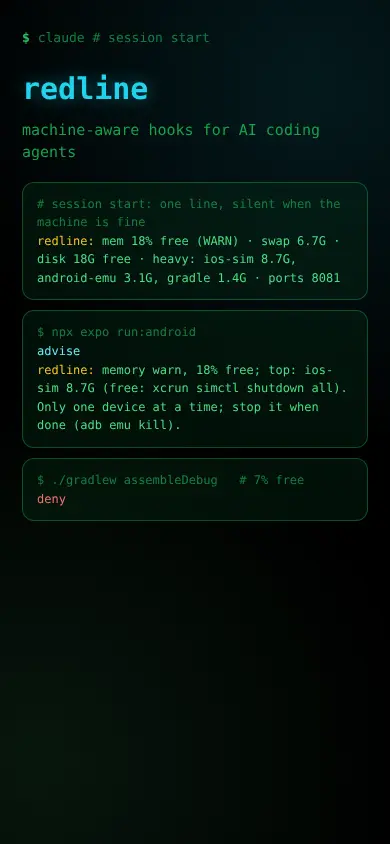 $ claude # session start
redline
machine-aware hooks for AI coding
agents
# session start: one line, silent when the
machine is fine
redline: mem 18% free (WARN) · swap 6.7G ·
disk 18G free · heavy: ios-sim 8.7G,
android-emu 3.1G, gradle 1.4G · ports 8081
$ npx expo run:android
advise
redline: memory warn, 18% free; top: ios-
sim 8.7G (free: xcrun simctl shutdown all).
Only one device at a time; stop it when
done (adb emu kill).
$ ./gradlew assembleDebug   # 7% free
deny